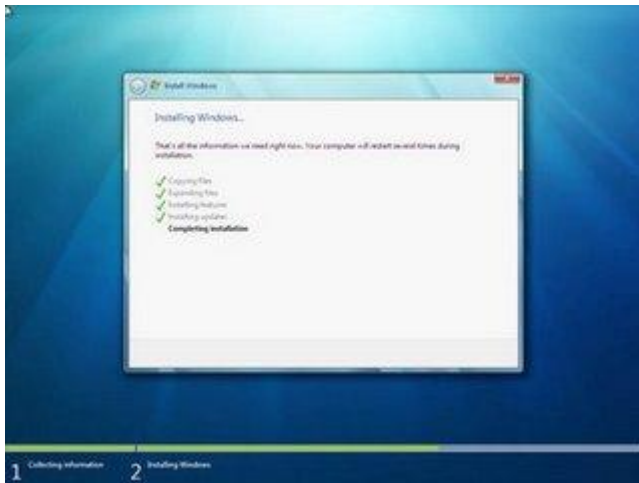 Install Windows
Installing Windows...
That's all the information we need right now. Your computer will restart several times during
installation.
Copying files
Expanding files
Installing features
Installing updates
Completing installation
1 Collecting information
2 Installing Windows